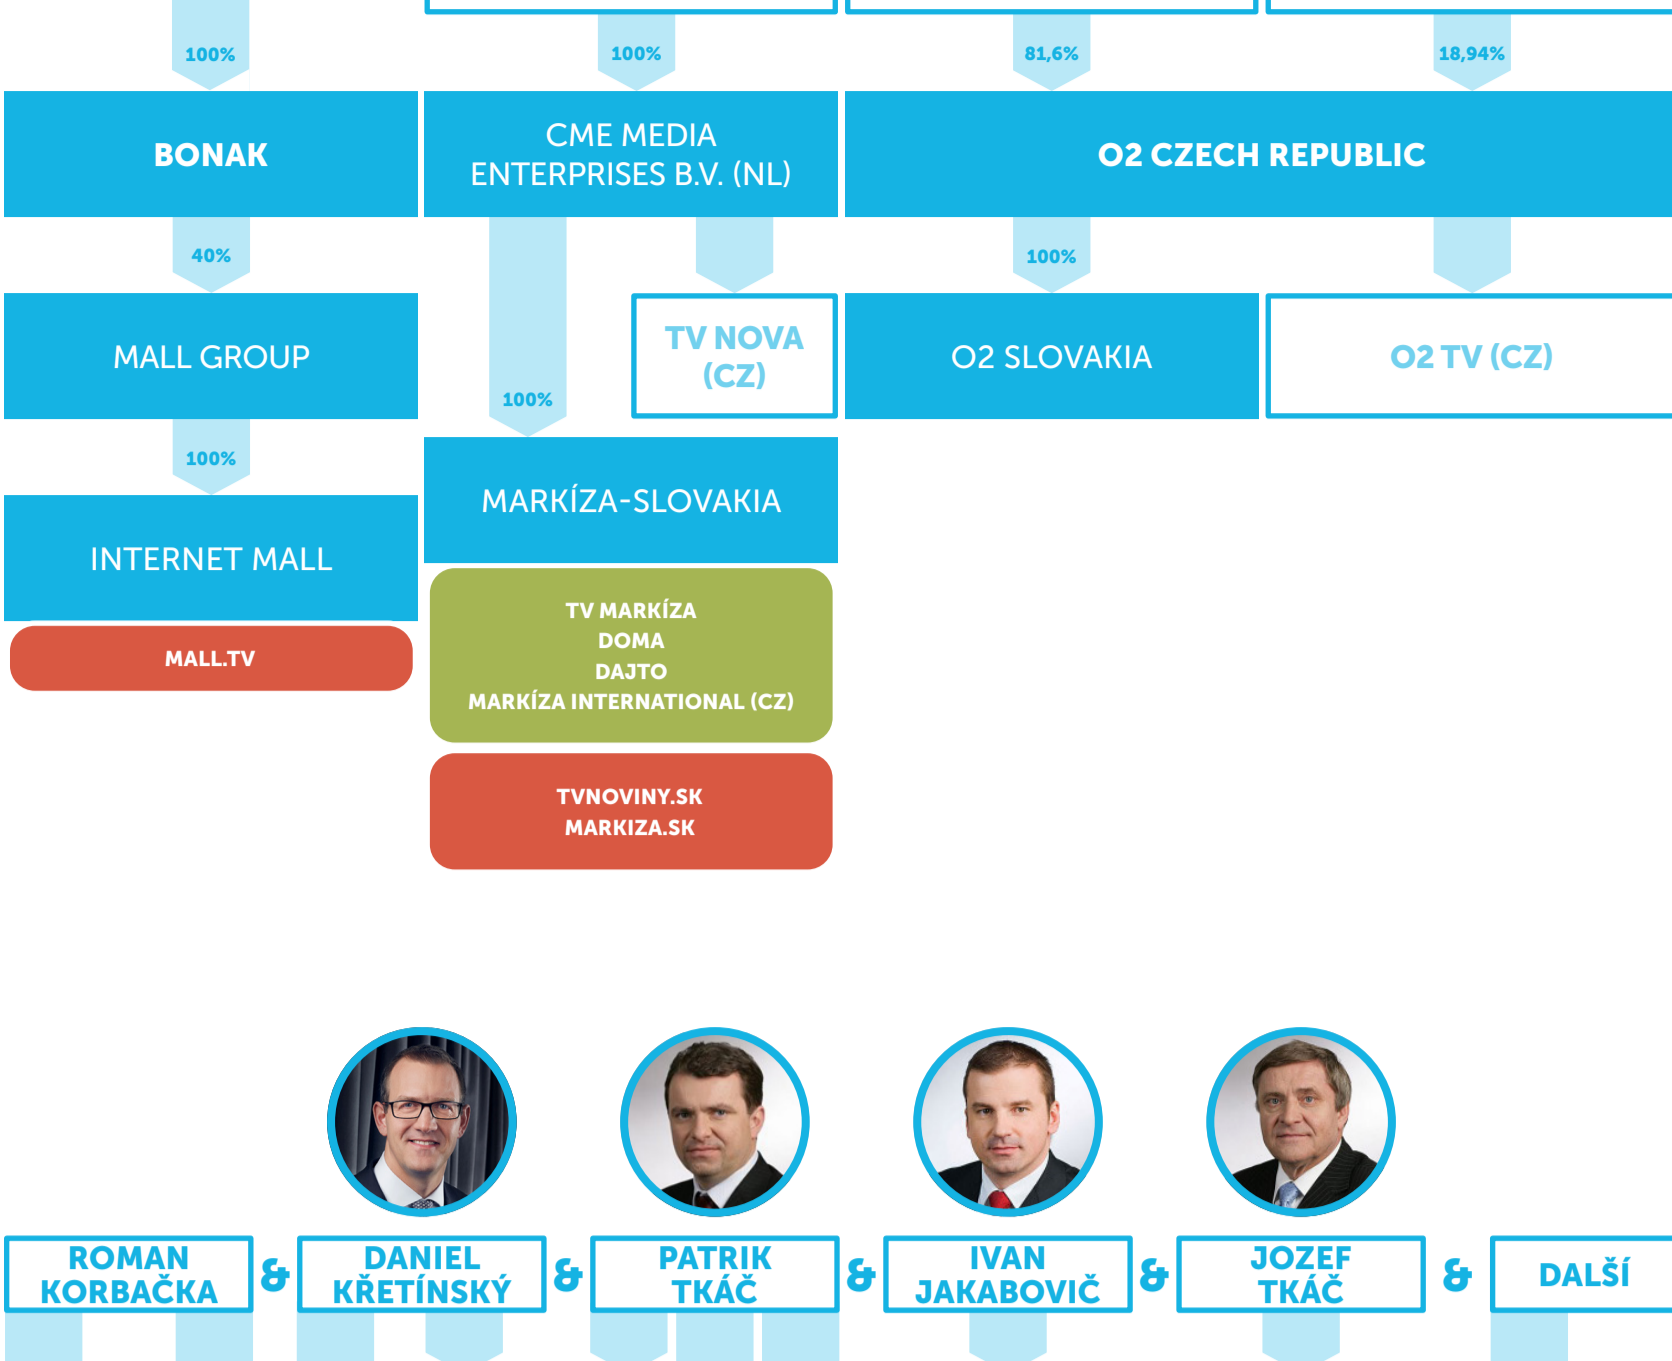 100%
100%
81,6%
18,94%
BONAK
CME MEDIA
ENTERPRISES B.V. (NL)
O2 CZECH REPUBLIC
40%
100%
MALL GROUP
TV NOVA
(CZ)
O2 SLOVAKIA
O2 TV (CZ)
100%
100%
MARKÍZA-SLOVAKIA
INTERNET MALL
MALL.TV
TV MARKÍZA
DOMA
DAJTO
MARKÍZA INTERNATIONAL (CZ)
TVNOVINY.SK
MARKIZA.SK
ROMAN
KORBAČKA
&
DANIEL
KŘETÍNSKÝ
&
PATRIK
TKÁČ
&
IVAN
JAKABOVIČ
&
JOZEF
TKÁČ
&
DALŠÍ